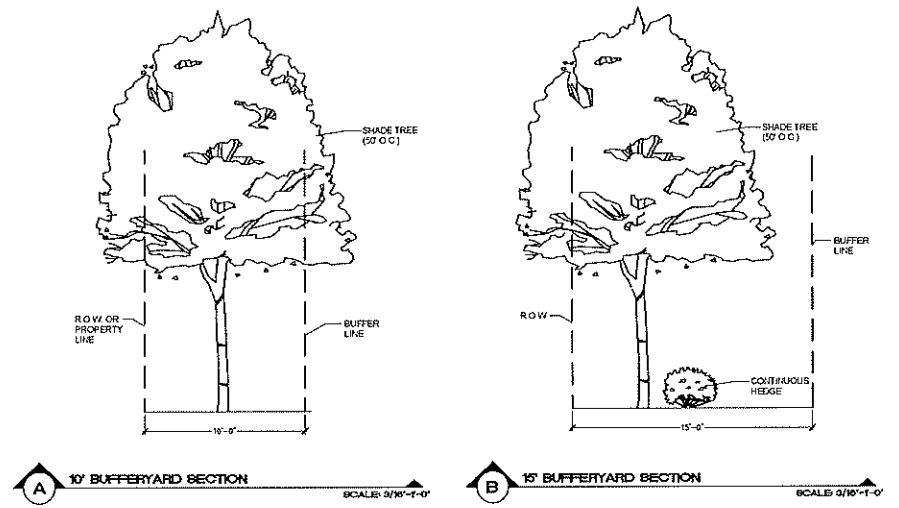 SHADE TREE
(50' O C )
R.O.W. OR
PROPERTY
LINE
BUFFER
LINE
10'-0"
A
10' BUFFERYARD SECTION
SCALE: 3/16"-1'-0"
SHADE TREE
(50' O C )
BUFFER
LINE
R O W
CONTINUOUS
HEDGE
15'-0"
B
15' BUFFERYARD SECTION
SCALE: 3/16"-1'-0"